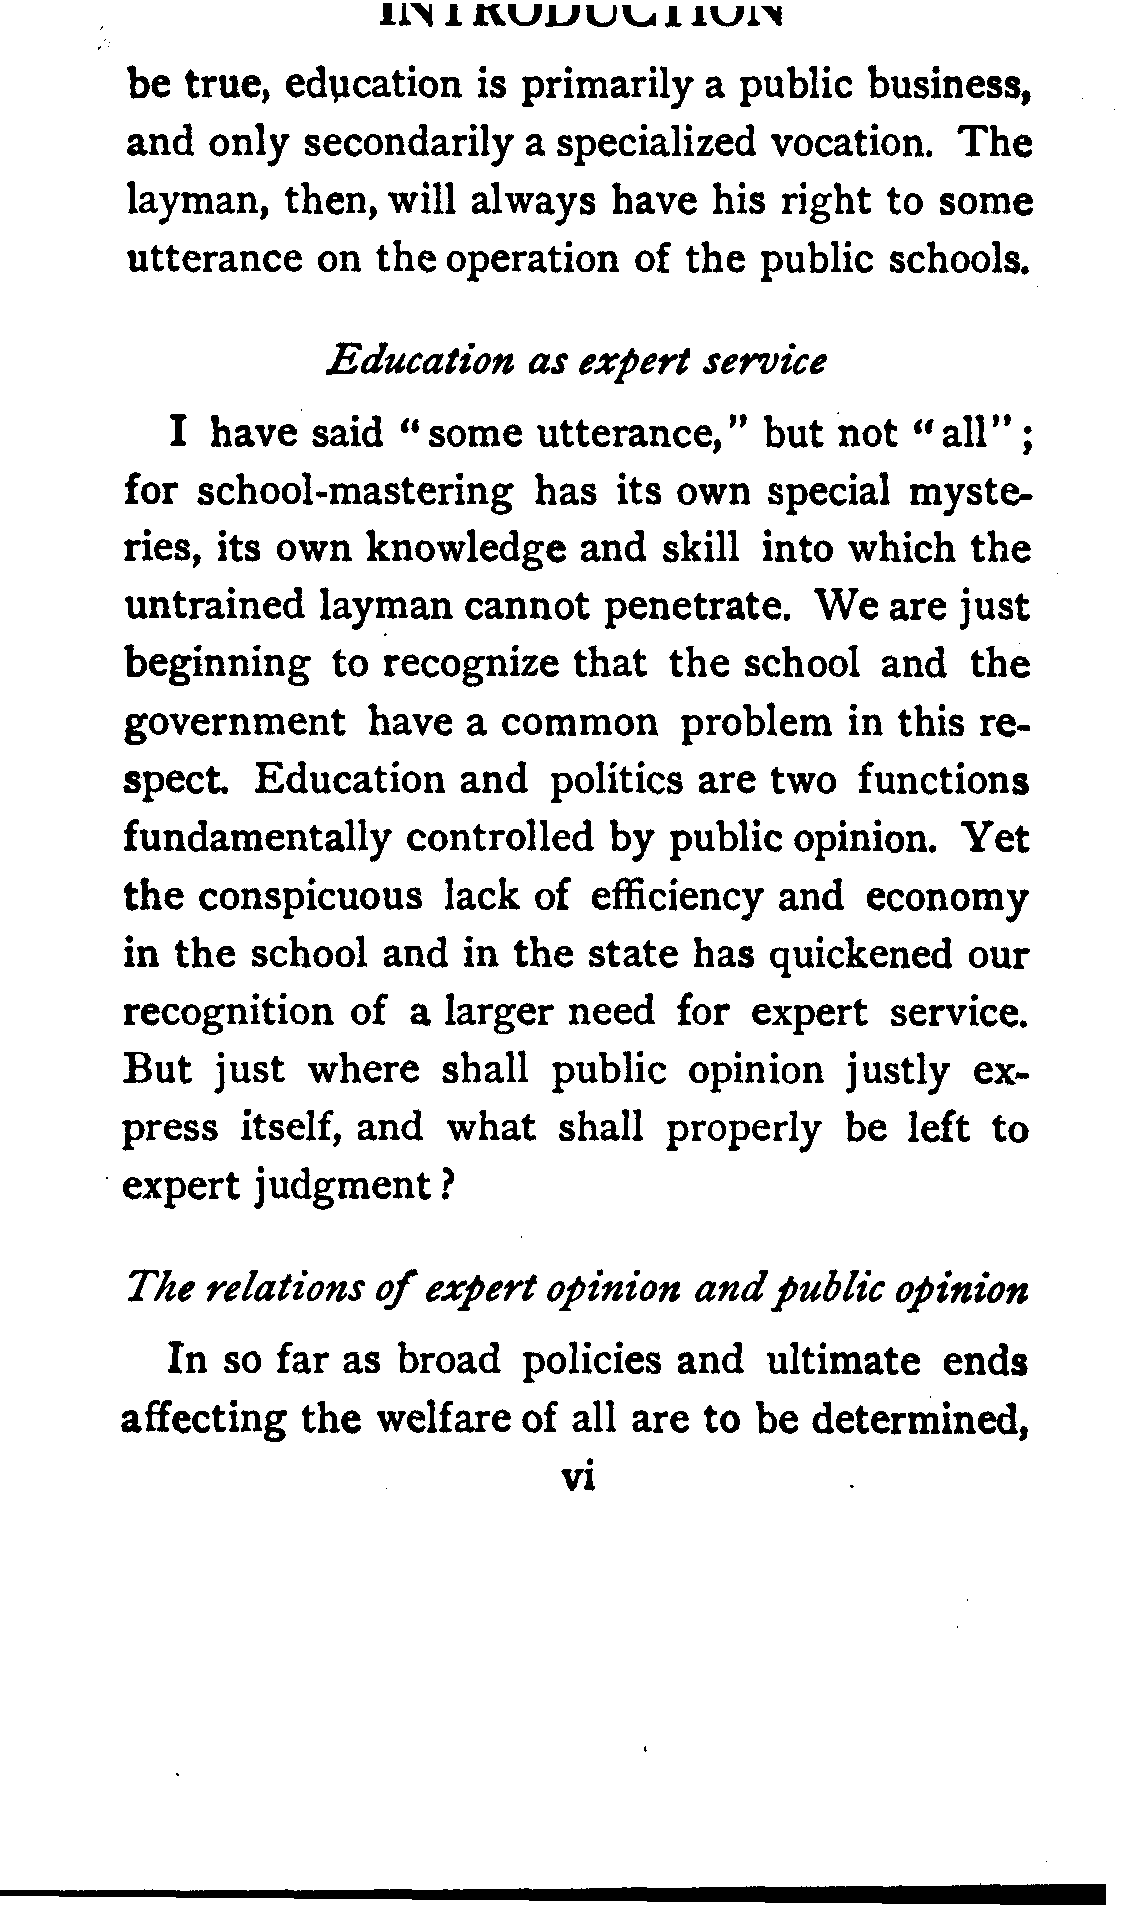 INTRODUCTION
be true, education is primarily a public business,
and only secondarily a specialized vocation. The
layman, then, will always have his right to some
utterance on the operation of the public schools.
Education as expert service
I have said “some utterance,” but not “all”;
for school-mastering has its own special myste-
ries, its own knowledge and skill into which the
untrained layman cannot penetrate. We are just
beginning to recognize that the school and the
government have a common problem in this re-
spect. Education and politics are two functions
fundamentally controlled by public opinion. Yet
the conspicuous lack of efficiency and economy
in the school and in the state has quickened our
recognition of a larger need for expert service.
But just where shall public opinion justly ex-
press itself, and what shall properly be left to
expert judgment?
The relations of expert opinion and public opinion
In so far as broad policies and ultimate ends
affecting the welfare of all are to be determined,
vi